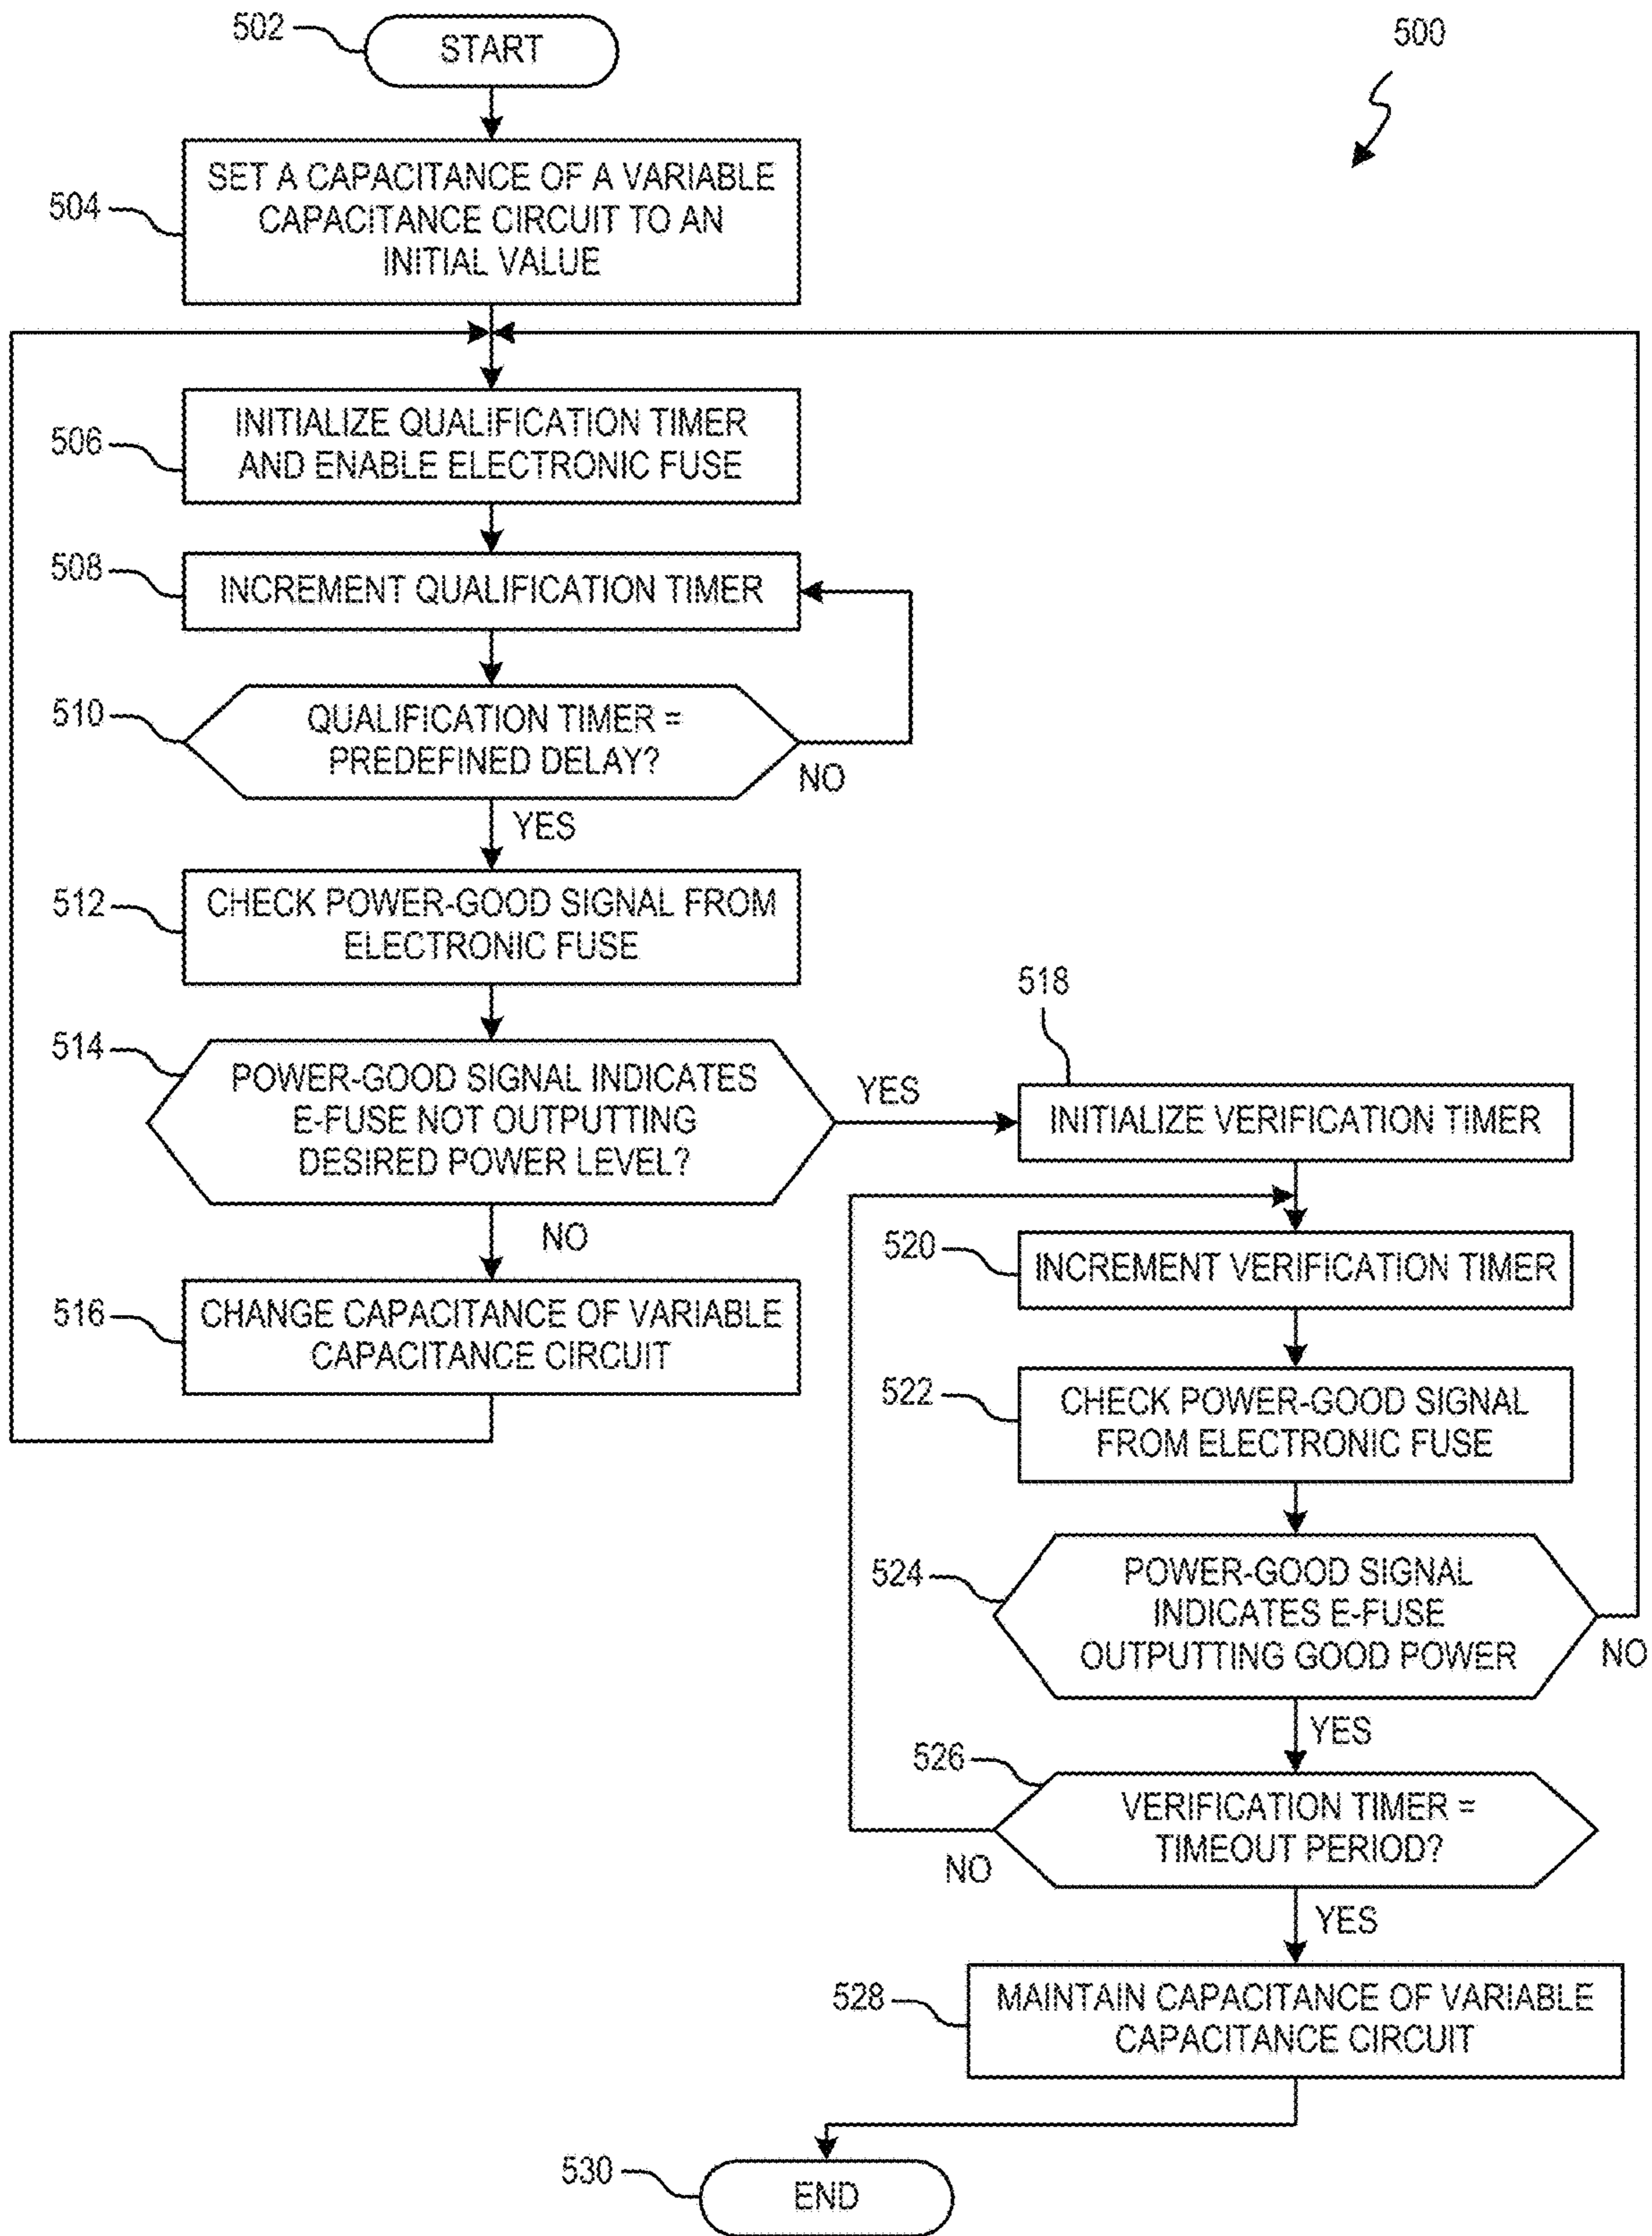 500
502
START
504
SET A CAPACITANCE OF A VARIABLE
CAPACITANCE CIRCUIT TO AN
INITIAL VALUE
506
INITIALIZE QUALIFICATION TIMER
AND ENABLE ELECTRONIC FUSE
508
INCREMENT QUALIFICATION TIMER
510
QUALIFICATION TIMER =
PREDEFINED DELAY?
NO
YES
512
CHECK POWER-GOOD SIGNAL FROM
ELECTRONIC FUSE
514
POWER-GOOD SIGNAL INDICATES
E-FUSE NOT OUTPUTTING
DESIRED POWER LEVEL?
YES
NO
516
CHANGE CAPACITANCE OF VARIABLE
CAPACITANCE CIRCUIT
518
INITIALIZE VERIFICATION TIMER
520
INCREMENT VERIFICATION TIMER
522
CHECK POWER-GOOD SIGNAL
FROM ELECTRONIC FUSE
524
POWER-GOOD SIGNAL
INDICATES E-FUSE
OUTPUTTING GOOD POWER
NO
YES
526
VERIFICATION TIMER =
TIMEOUT PERIOD?
NO
YES
528
MAINTAIN CAPACITANCE OF VARIABLE
CAPACITANCE CIRCUIT
530
END